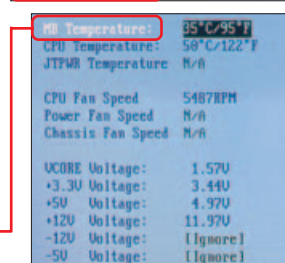 MB Temperature: 35°C/95°F
CPU Temperature: 50°C/122°F
JTPWR Temperature N/A
CPU Fan Speed 5487RPM
Power Fan Speed N/A
Chassis Fan Speed N/A
VCORE Voltage: 1.57V
+3.3V Voltage: 3.44V
+5V Voltage: 4.97V
+12V Voltage: 11.97V
-12V Voltage: [Ignore]
-5V Voltage: [Ignore]